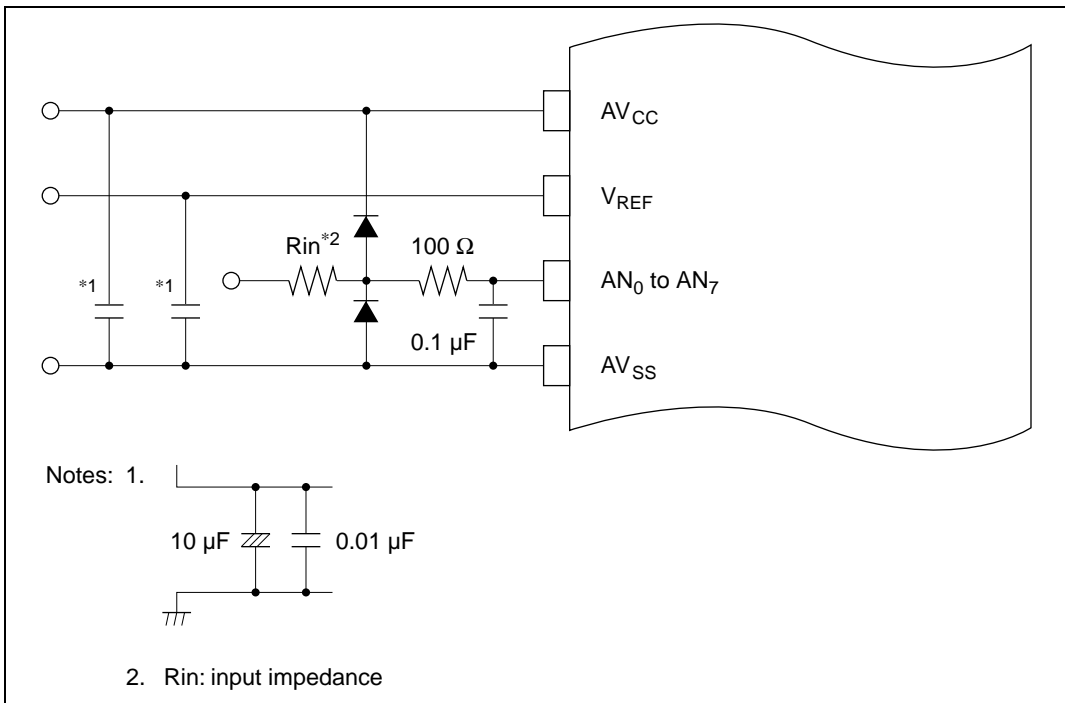 AVCC
VREF
Rin*2
100 Ω
*1
*1
AN0 to AN7
0.1 µF
AVSS
Notes: 1.
10 µF
0.01 µF
2. Rin: input impedance